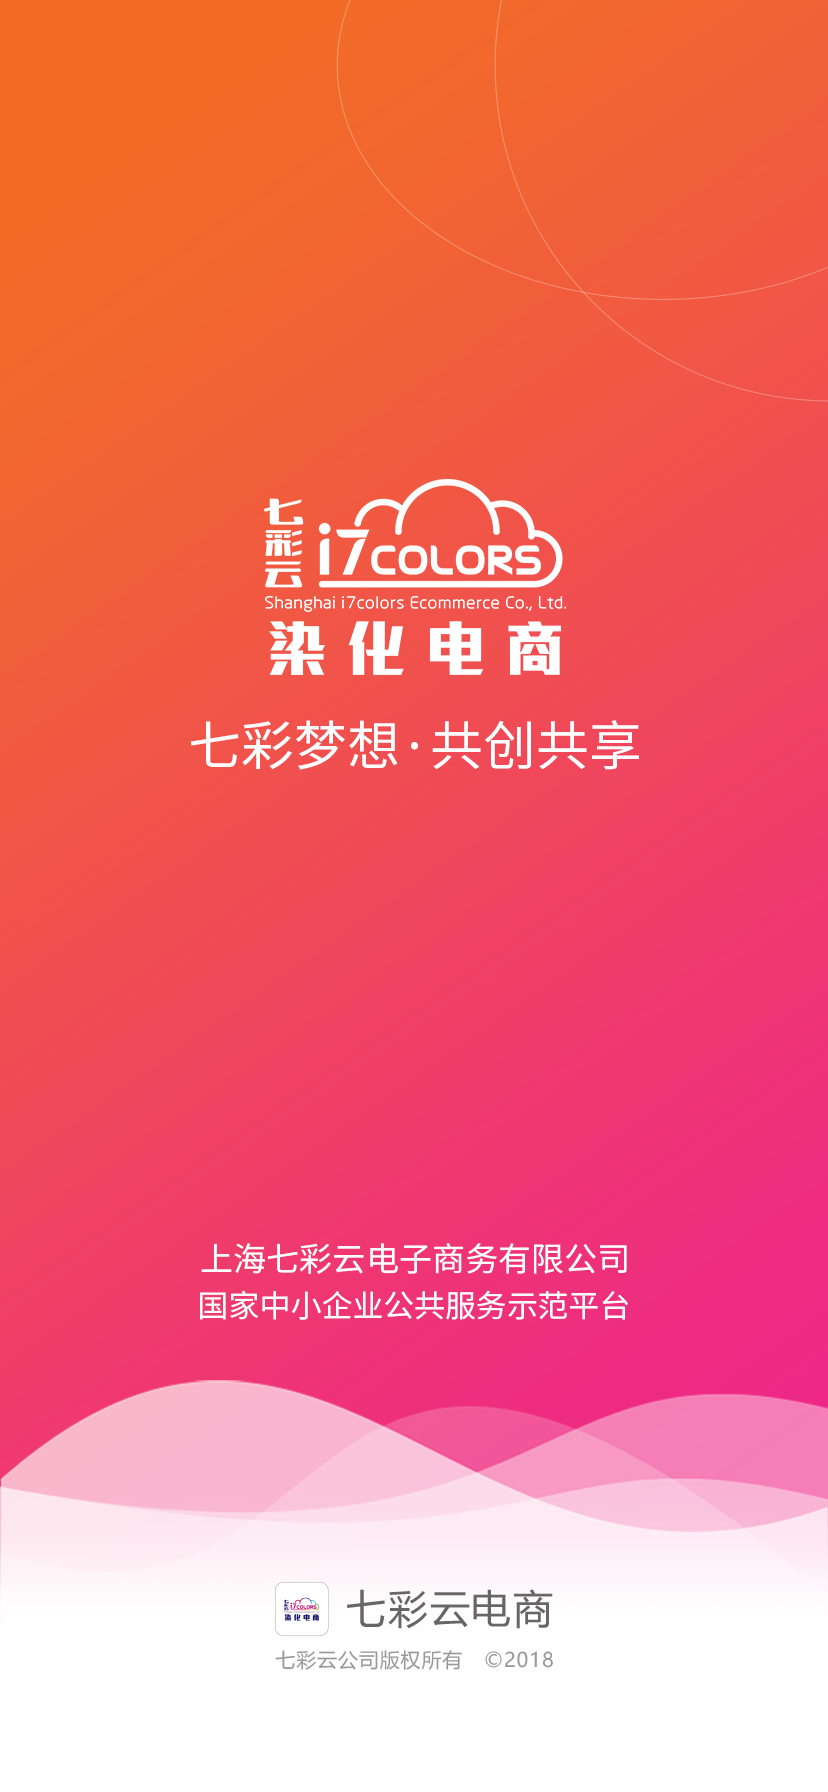 七彩云
i7COLORS
Shanghai i7colors Ecommerce Co., Ltd.
染化电商
七彩梦想·共创共享
上海七彩云电子商务有限公司
国家中小企业公共服务示范平台
七彩云 i7COLORS
染化电商
七彩云电商
七彩云公司版权所有 ©2018